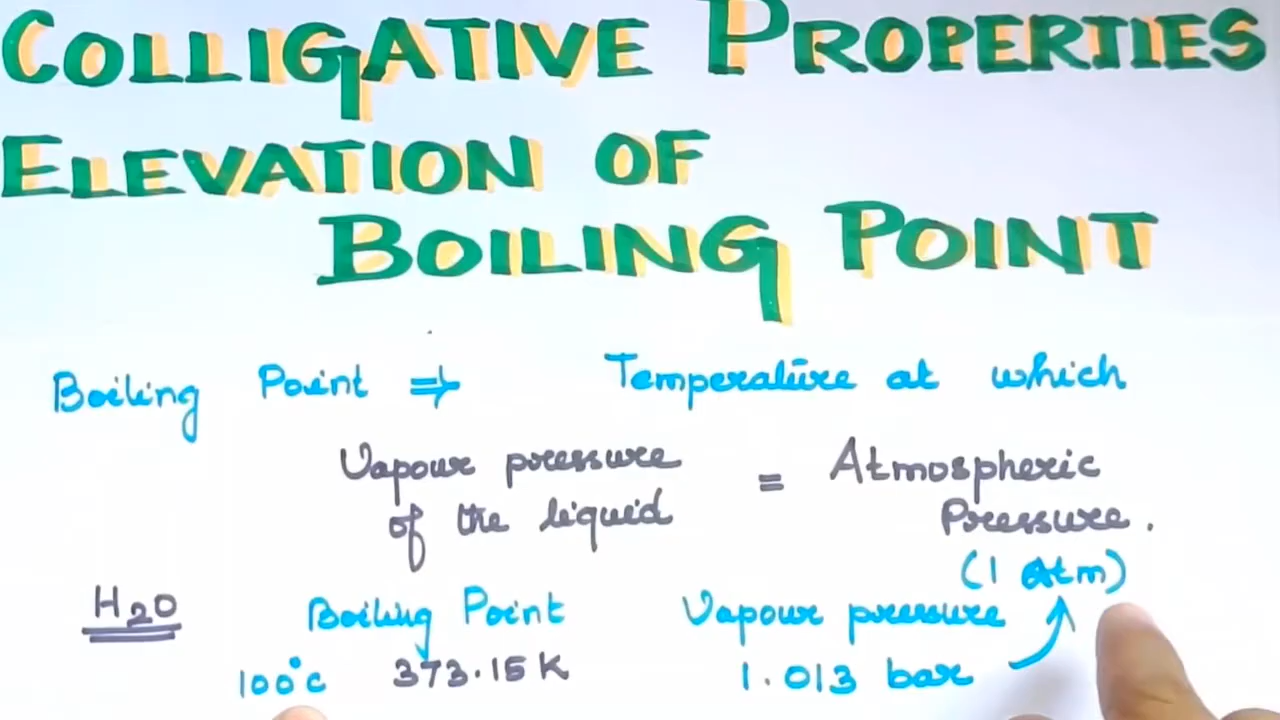 COLLIGATIVE PROPERTIES
ELEVATION OF
BOILING POINT
Boiling Point ⇒ Temperature at which
Vapour pressure = Atmospheric
of the liquid Pressure.
(1 atm)
H₂O Boiling Point Vapour pressure
100°C 373.15K 1.013 bar